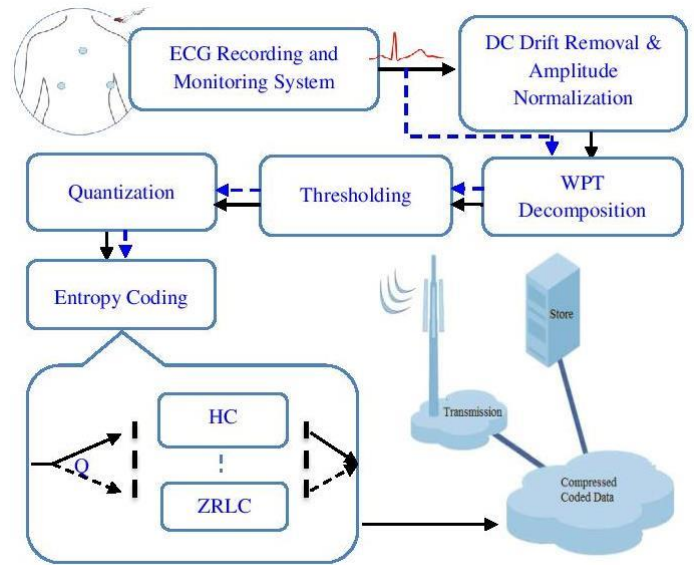 ECG Recording and
Monitoring System
DC Drift Removal &
Amplitude
Normalization
Quantization
Thresholding
WPT
Decomposition
Entropy Coding
Store
HC
Transmission
Q
ZRLC
Compressed
Coded Data